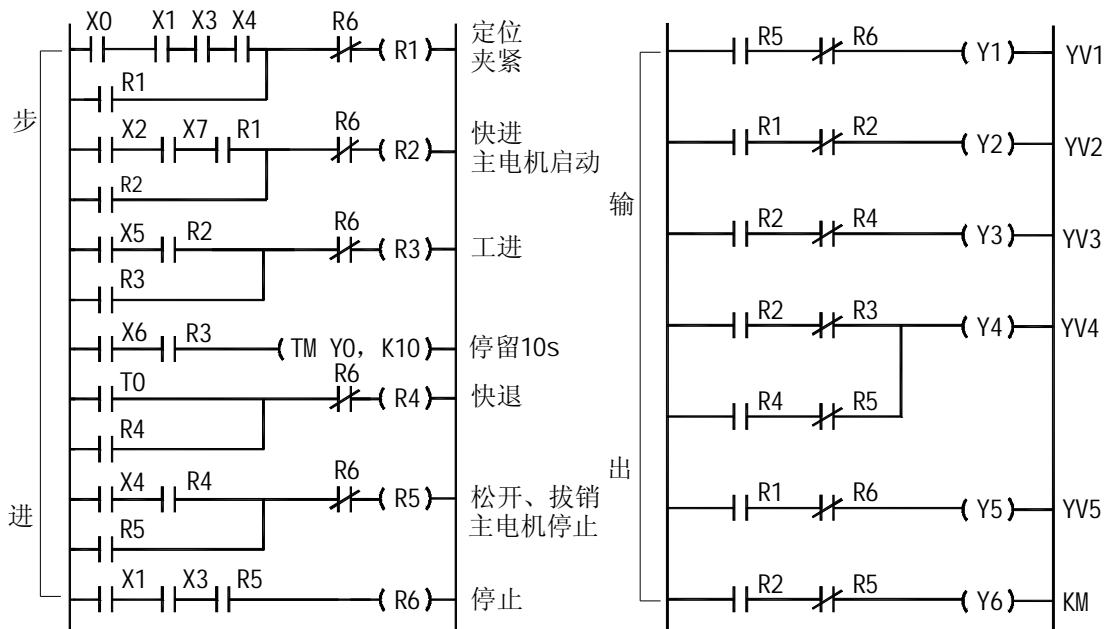 X0 X1 X3 X4 R6 R1 定位
夹紧
R1
X2 X7 R1 R6 R2 快进
主电机启动
R2
X5 R2 R6 R3 工进
R3
X6 R3 TM Y0, K10 停留10s
T0 R6 R4 快退
R4
X4 R4 R6 R5 松开、拔销
主电机停止
R5
X1 X3 R5 R6 停止
步
进
R5 R6 Y1 YV1
R1 R2 Y2 YV2
R2 R4 Y3 YV3
R2 R3 Y4 YV4
R4 R5
R1 R6 Y5 YV5
R2 R5 Y6 KM
输
出